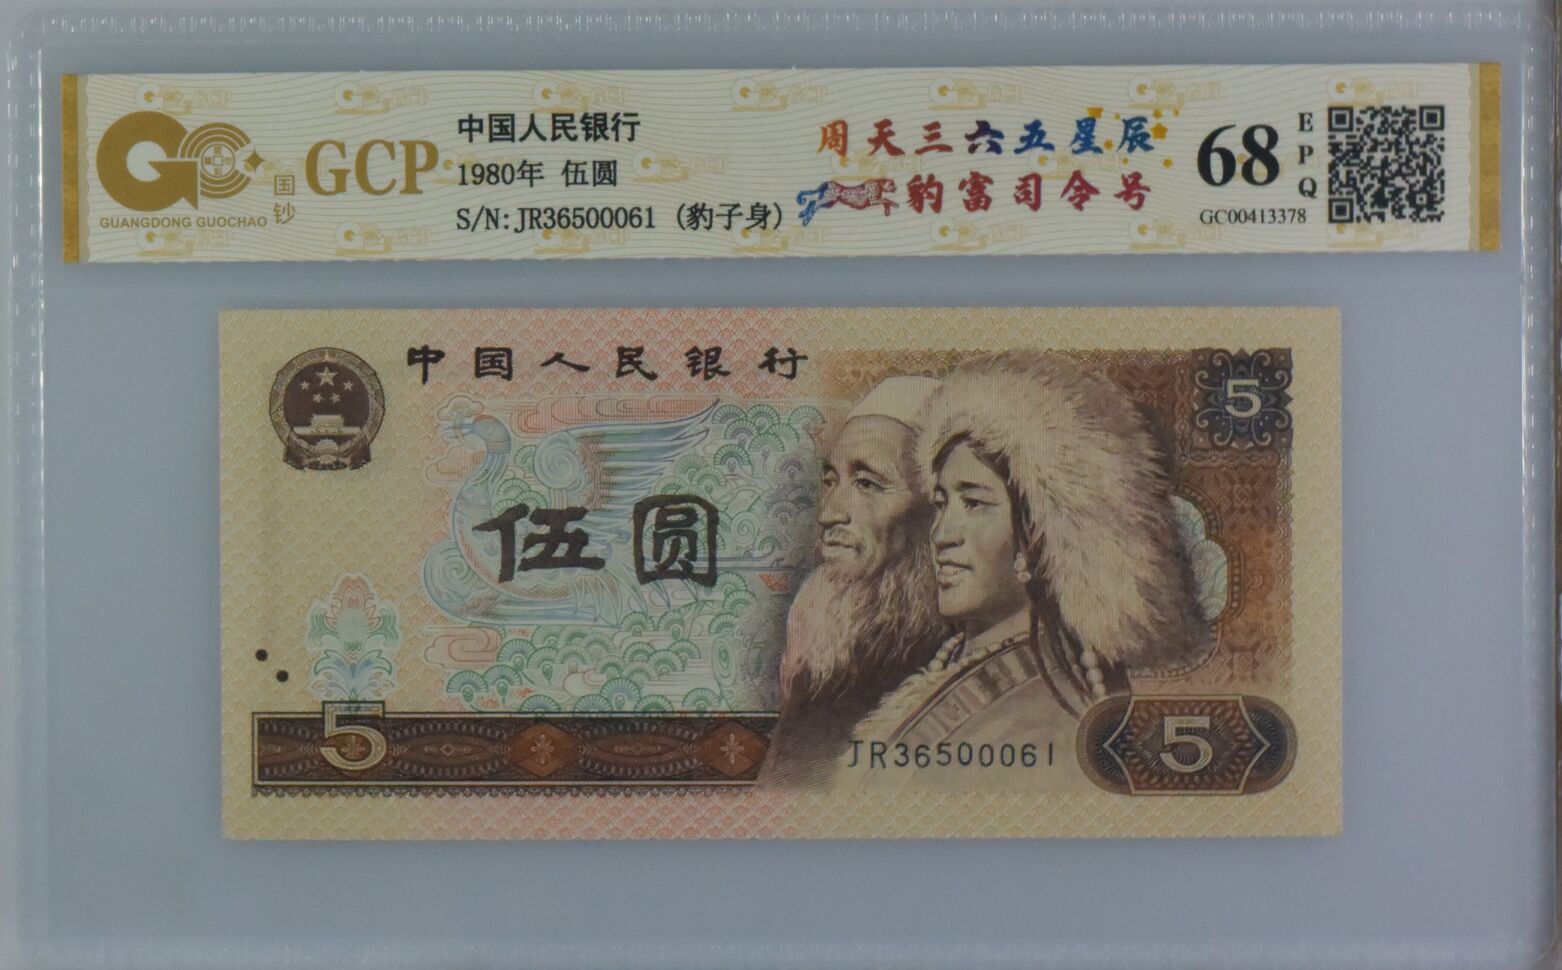 GCP
国钞
GUANGDONG GUOCHAO
中国人民银行
1980年 伍圆
S/N:JR36500061 (豹子身)
周天三六五星辰
豹富司令号
68
EPQ
GC00413378
中国人民银行
5
伍圆
5
JR36500061
5